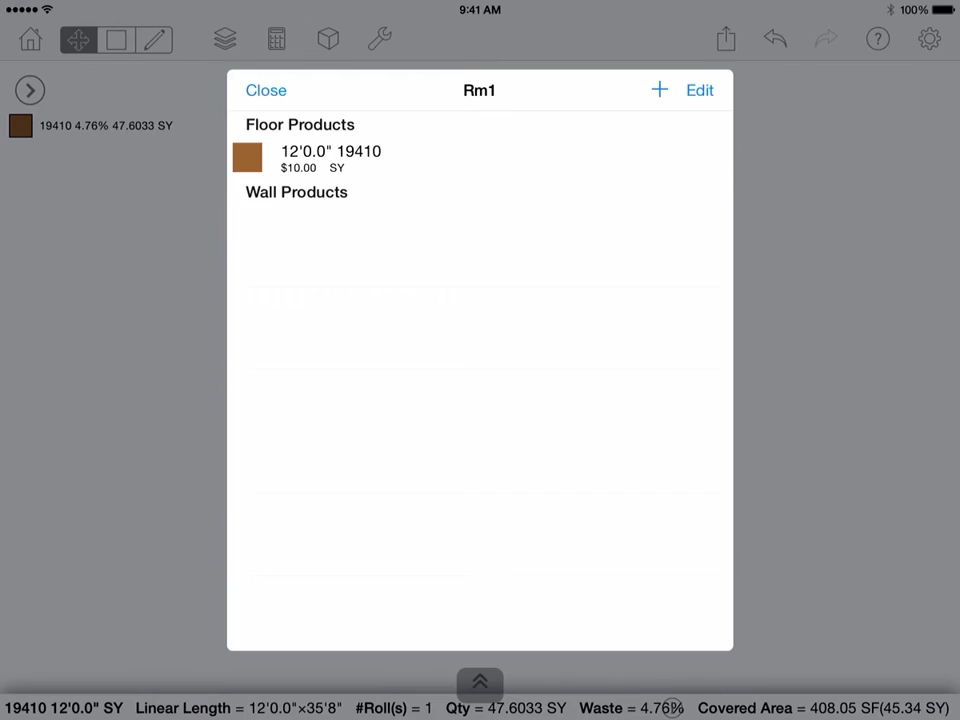 9:41 AM
100%
Close
Rm1
+
Edit
Floor Products
12'0.0" 19410
$10.00 SY
Wall Products
19410 4.76% 47.6033 SY
19410 12'0.0" SY Linear Length = 12'0.0"×35'8" #Roll(s) = 1 Qty = 47.6033 SY Waste = 4.76% Covered Area = 408.05 SF(45.34 SY)